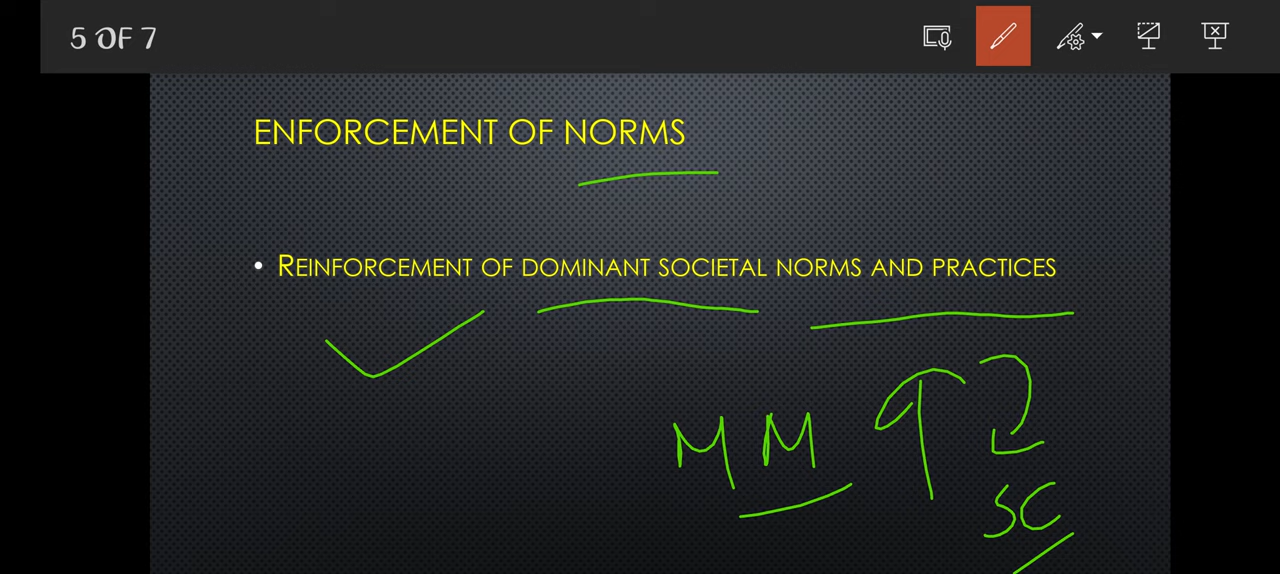 5 OF 7
ENFORCEMENT OF NORMS
• REINFORCEMENT OF DOMINANT SOCIETAL NORMS AND PRACTICES
MM
SC